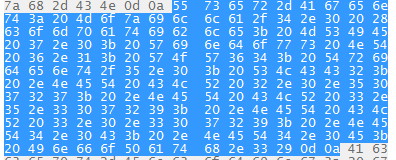 7a 68 2d 43 4e 0d 0a 55 73 65 72 2d 41 67 65 6e
74 3a 20 4d 6f 7a 69 6c 6c 61 2f 34 2e 30 20 28
63 6f 6d 70 61 74 69 62 6c 65 3b 20 4d 53 49 45
20 37 2e 30 3b 20 57 69 6e 64 6f 77 73 20 4e 54
20 36 2e 31 3b 20 57 4f 57 36 34 3b 20 54 72 69
64 65 6e 74 2f 35 2e 30 3b 20 53 4c 43 43 32 3b
20 2e 4e 45 54 20 43 4c 52 20 32 2e 30 2e 35 30
37 32 37 3b 20 2e 4e 45 54 20 43 4c 52 20 33 2e
35 2e 33 30 37 32 39 3b 20 2e 4e 45 54 20 43 4c
52 20 33 2e 30 2e 33 30 37 32 39 3b 20 2e 4e 45
54 34 2e 30 43 3b 20 2e 4e 45 54 34 2e 30 45 3b
20 49 6e 66 6f 50 61 74 68 2e 33 29 0d 0a 41 63